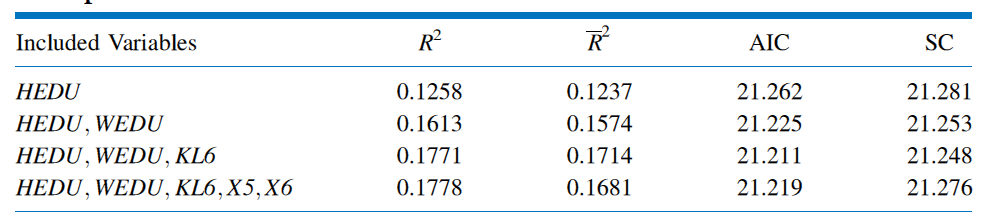 Included Variables R² R̄² AIC SC
HEDU 0.1258 0.1237 21.262 21.281
HEDU, WEDU 0.1613 0.1574 21.225 21.253
HEDU, WEDU, KL6 0.1771 0.1714 21.211 21.248
HEDU, WEDU, KL6, X5, X6 0.1778 0.1681 21.219 21.276